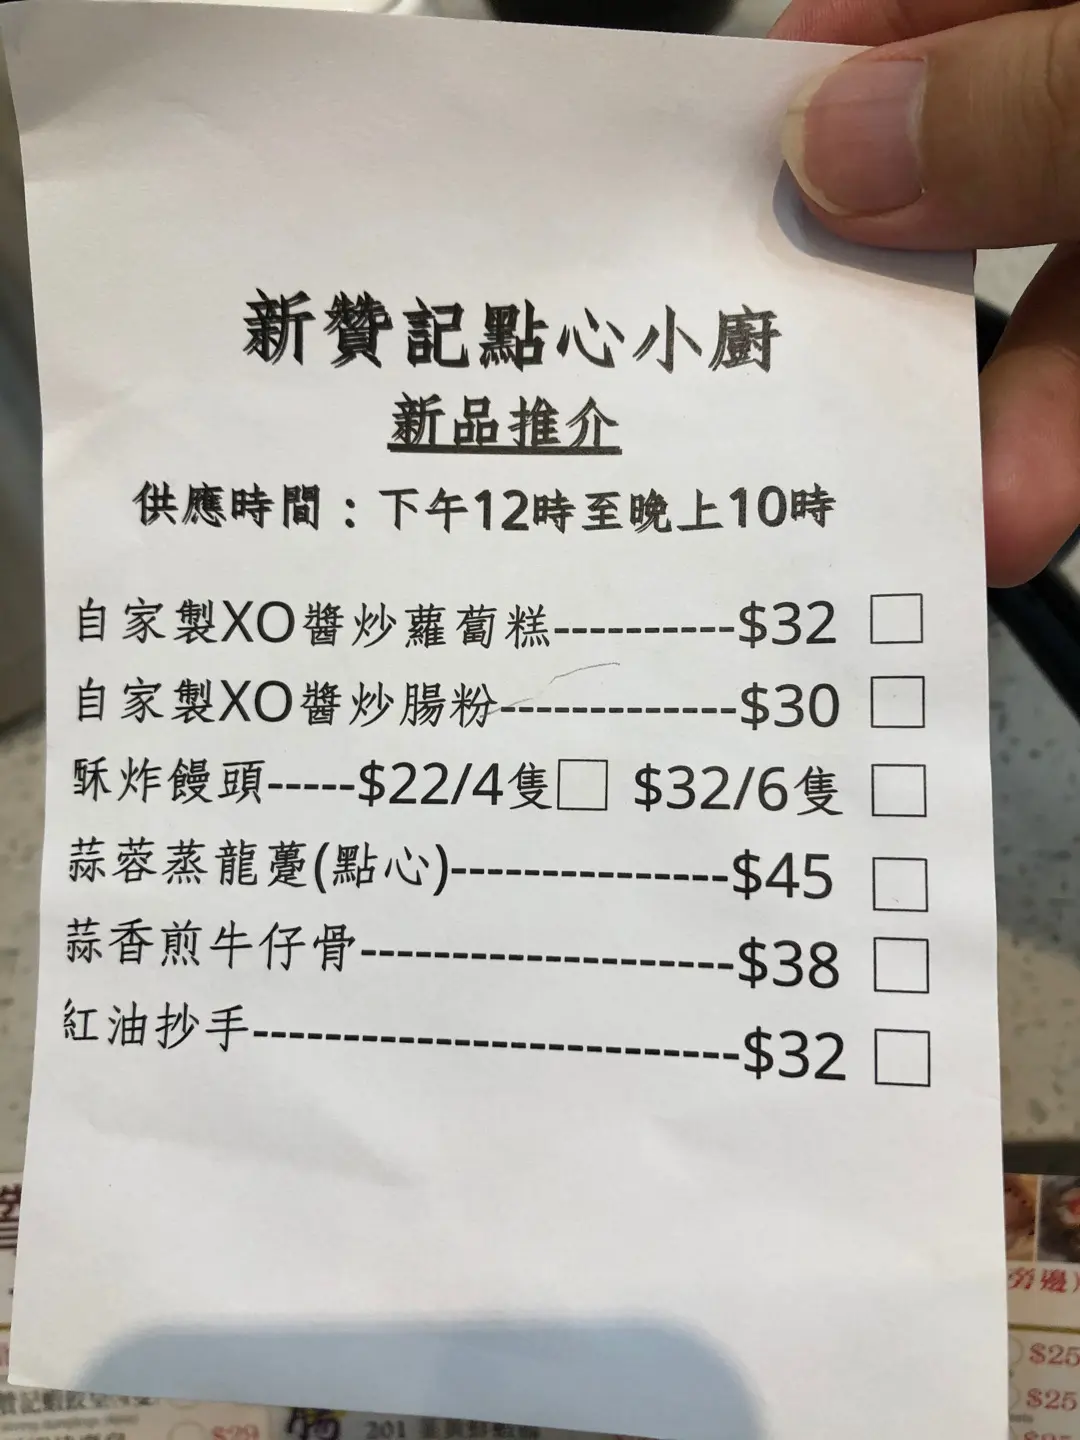 新贊記點心小廚
新品推介
供應時間：下午12時至晚上10時
自家製XO醬炒蘿蔔糕----------$32 □
自家製XO醬炒腸粉-------------$30 □
酥炸饅頭-----$22/4隻□ $32/6隻 □
蒜蓉蒸龍躉(點心)---------------$45 □
蒜香煎牛仔骨--------------------$38 □
紅油抄手--------------------------$32 □
旁邊)
$25
$25
$29
201